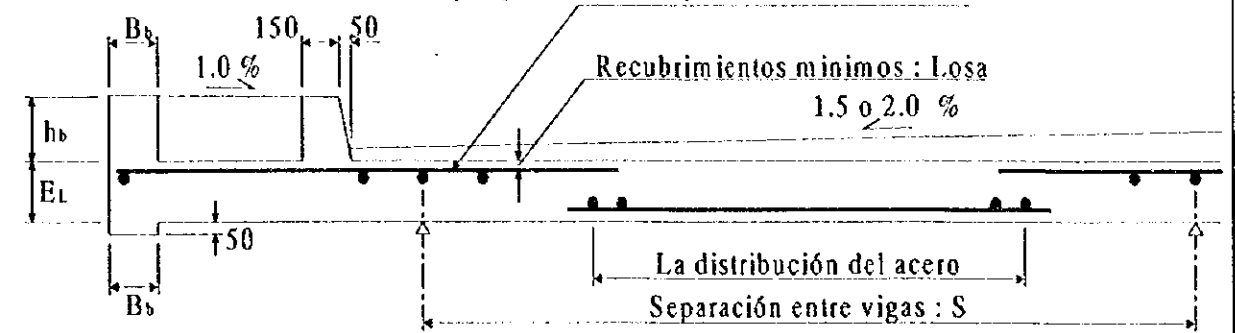 Bb 150 50
1.0 %
Recubrimientos minimos : Losa
1.5 o 2.0 %
hb
EL
50
La distribución del acero
Bb
Separación entre vigas : S